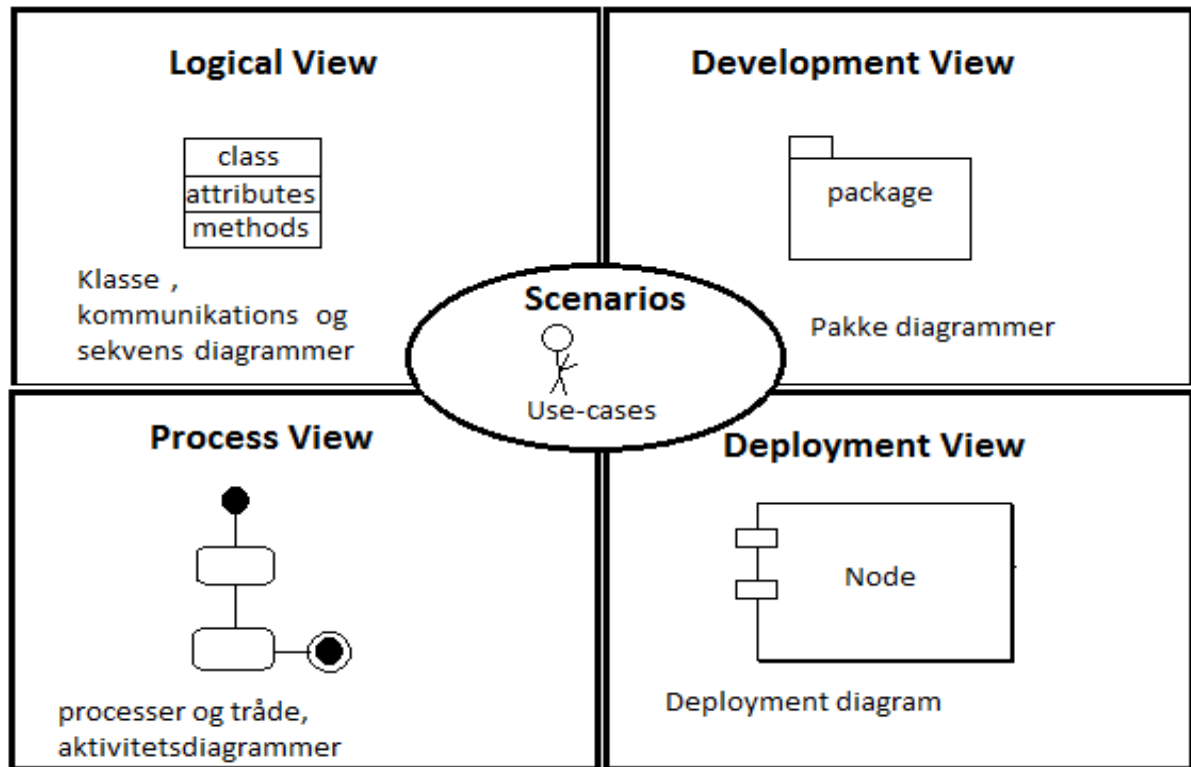 Logical View
class
attributes
methods
Klasse ,
kommunikations og
sekvens diagrammer
Development View
package
Pakke diagrammer
Scenarios
Use-cases
Process View
processer og tråde,
aktivitetsdiagrammer
Deployment View
Node
Deployment diagram